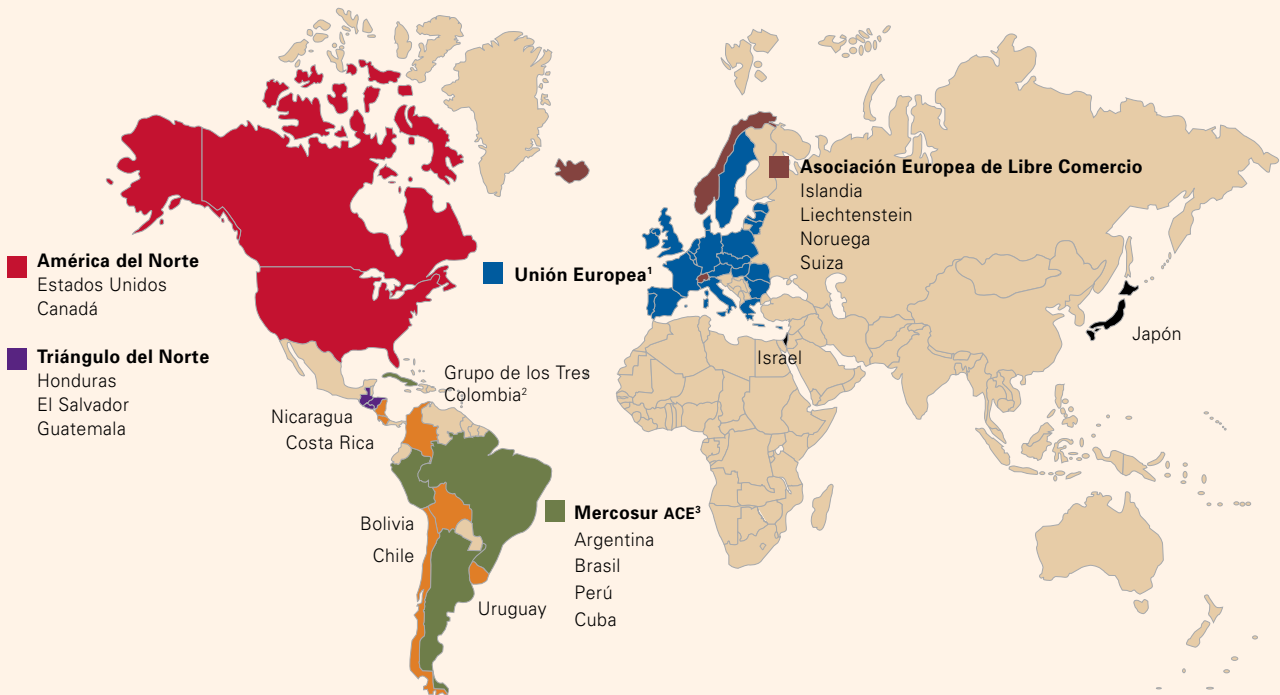 América del Norte
Estados Unidos
Canadá
Triángulo del Norte
Honduras
El Salvador
Guatemala
Nicaragua
Costa Rica
Grupo de los Tres
Colombia²
Bolivia
Chile
Uruguay
Mercosur ACE³
Argentina
Brasil
Perú
Cuba
Unión Europea¹
Asociación Europea de Libre Comercio
Islandia
Liechtenstein
Noruega
Suiza
Israel
Japón